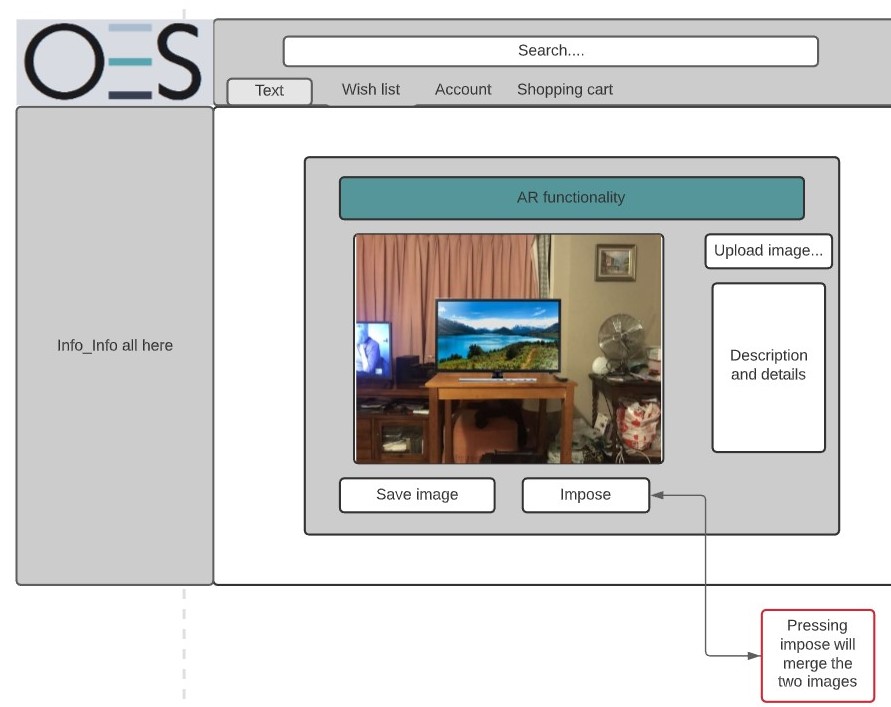 OES
Search....
Text
Wish list
Account
Shopping cart
AR functionality
Upload image...
Info_Info all here
Description
and details
Save image
Impose
Pressing
impose will
merge the
two images